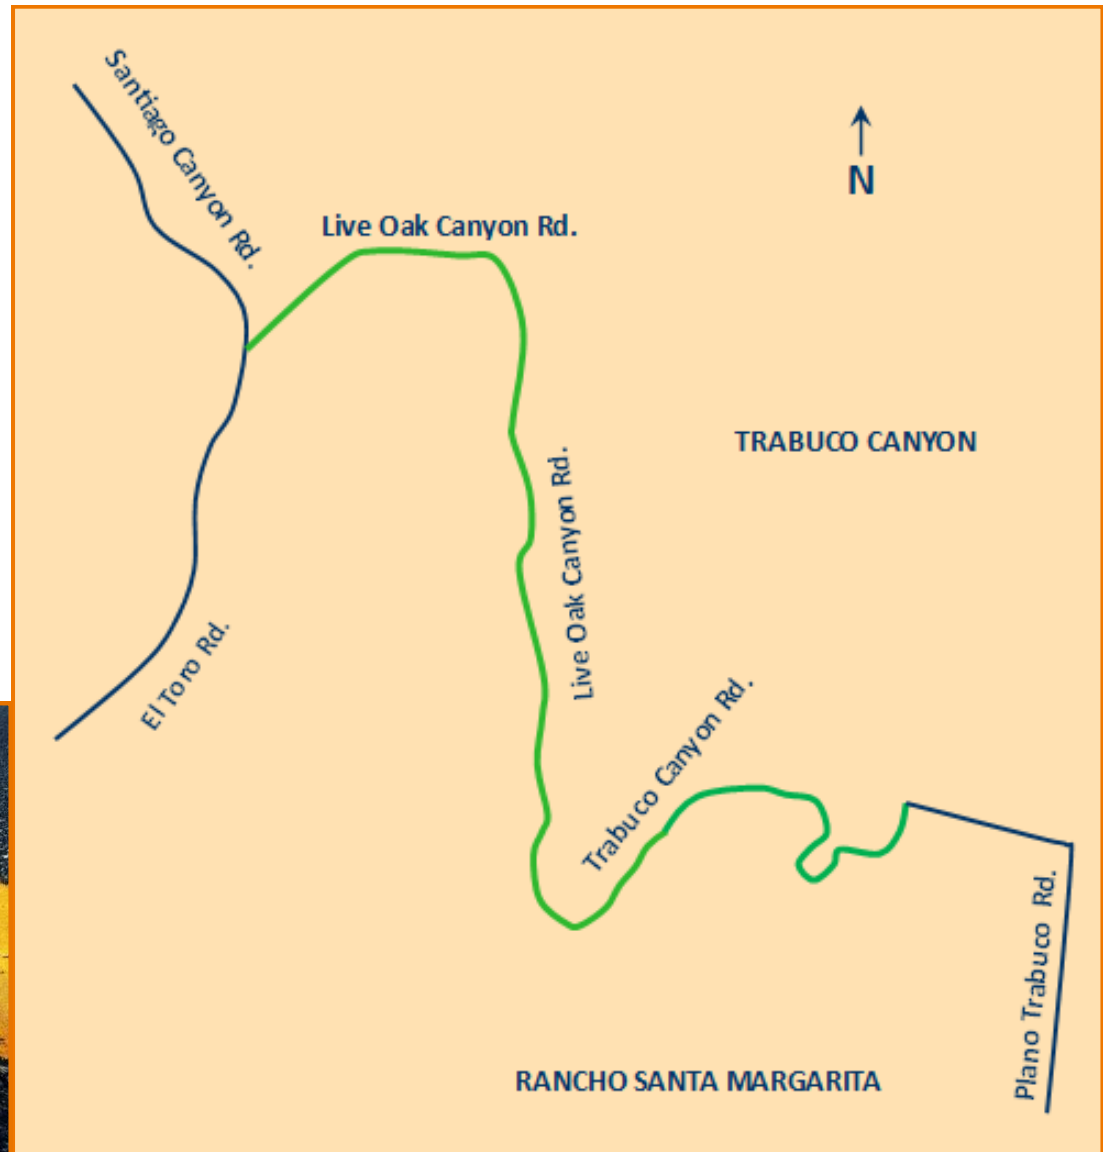 Santiago Canyon Rd.
N
Live Oak Canyon Rd.
TRABUCO CANYON
Live Oak Canyon Rd.
El Toro Rd.
Trabuco Canyon Rd.
Plano Trabuco Rd.
RANCHO SANTA MARGARITA